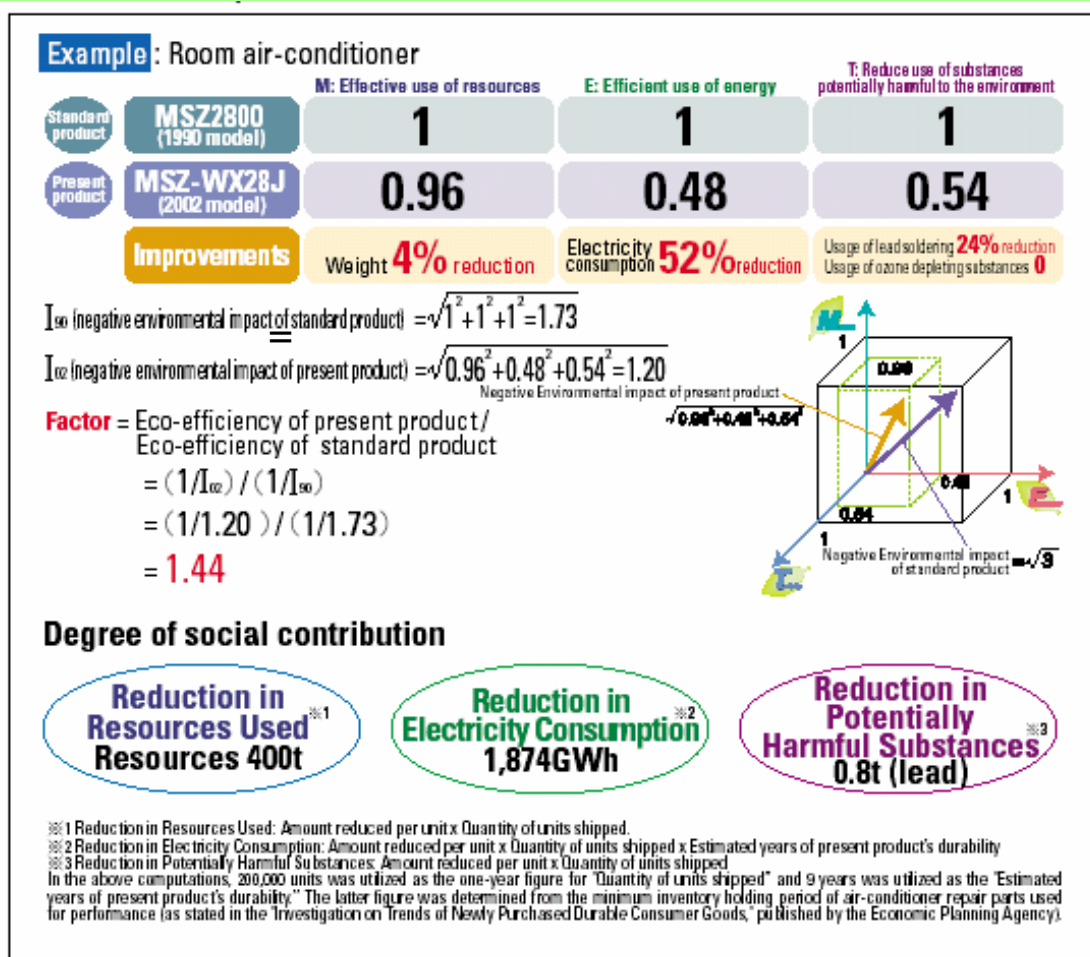 Example : Room air-conditioner
M: Effective use of resources
E: Efficient use of energy
T: Reduce use of substances
potentially harmful to the environment
Standard
product
MSZ2800
(1990 model)
1
1
1
Present
product
MSZ-WX28J
(2002 model)
0.96
0.48
0.54
Improvements
Weight 4% reduction
Electricity
consumption 52% reduction
Usage of lead soldering 24% reduction
Usage of ozone depleting substances 0
I90 (negative environmental impact of standard product) =√1²+1²+1²=1.73
=
I02 (negative environmental impact of present product) =√0.96²+0.48²+0.54²=1.20
Negative Environmental impact of present product
√0.96²+0.48²+0.54²
Factor = Eco-efficiency of present product /
Eco-efficiency of standard product
= (1/I02) / (1/I90)
= (1/1.20) / (1/1.73)
= 1.44
M
1
0.96
0.48
1
E
0.54
1
T
Nagative Environmental impact
of standard product =√3
Degree of social contribution
Reduction in
Resources Used ※1
Resources 400t
Reduction in
Electricity Consumption ※2
1,874GWh
Reduction in
Potentially
Harmful Substances ※3
0.8t (lead)
※1 Reduction in Resources Used: Amount reduced per unit x Quantity of units shipped.
※2 Reduction in Electricity Consumption: Amount reduced per unit x Quantity of units shipped x Estimated years of present product's durability
※3 Reduction in Potentially Harmful Substances: Amount reduced per unit x Quantity of units shipped
In the above computations, 200,000 units was utilized as the one-year figure for "Quantity of units shipped" and 9 years was utilized as the "Estimated
years of present product's durability." The latter figure was determined from the minimum inventory holding period of air-conditioner repair parts used
for performance (as stated in the "Investigation on Trends of Newly Purchased Durable Consumer Goods," published by the Economic Planning Agency).